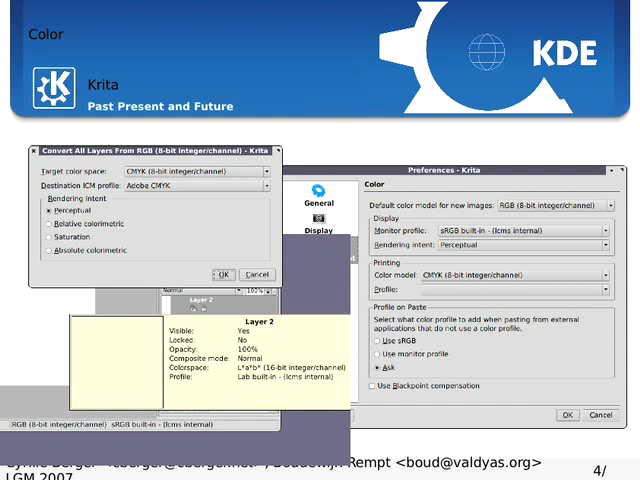 Color
KDE
Krita
Past Present and Future
Convert All Layers From RGB (8-bit integer/channel) - Krita
Target color space: CMYK (8-bit integer/channel)
Destination ICM profile: Adobe CMYK
Rendering Intent
Perceptual
Relative colorimetric
Saturation
Absolute colorimetric
OK Cancel
Preferences - Krita
General
Display
Color
Default color model for new images: RGB (8-bit integer/channel)
Display
Monitor profile: sRGB built-in - (lcms internal)
Rendering intent: Perceptual
Printing
Color model: CMYK (8-bit integer/channel)
Profile:
Profile on Paste
Select what color profile to add when pasting from external
applications that do not use a color profile.
Use sRGB
Use monitor profile
Ask
Use Blackpoint compensation
OK Cancel
Normal 100%
Layer 2
Layer 2
Visible: Yes
Locked: No
Opacity: 100%
Composite mode: Normal
Colorspace: L*a*b* (16-bit integer/channel)
Profile: Lab built-in - (lcms internal)
RGB (8-bit integer/channel) sRGB built-in - (lcms internal)
Rempt <boud@valdyas.org>
LGM 2007
4/